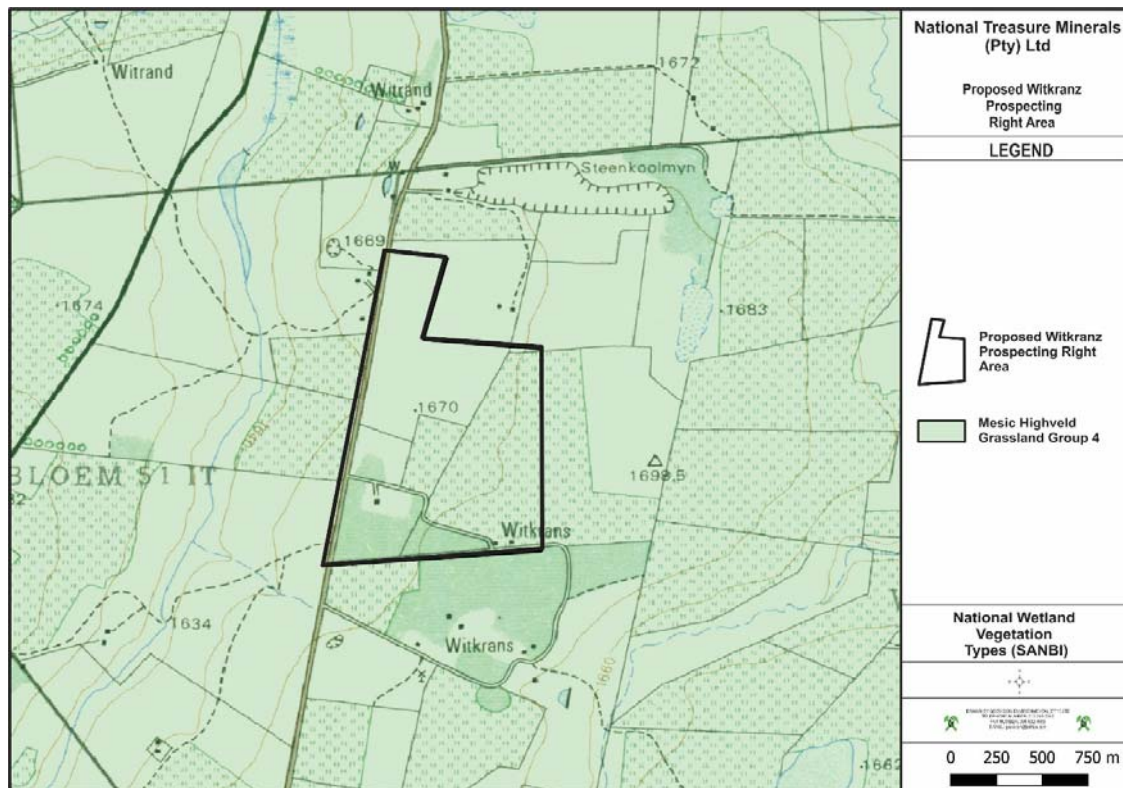 Witrand
Witrand
1672
W
Steenkoolmyn
1669
1674
1683
1670
1698,5
BLOEM 51 IT
Witkrans
1634
Witkrans
1660
1662
National Treasure Minerals
(Pty) Ltd
Proposed Witkranz
Prospecting
Right Area
LEGEND
Proposed Witkranz
Prospecting Right
Area
Mesic Highveld
Grassland Group 4
National Wetland
Vegetation
Types (SANBI)
0 250 500 750 m